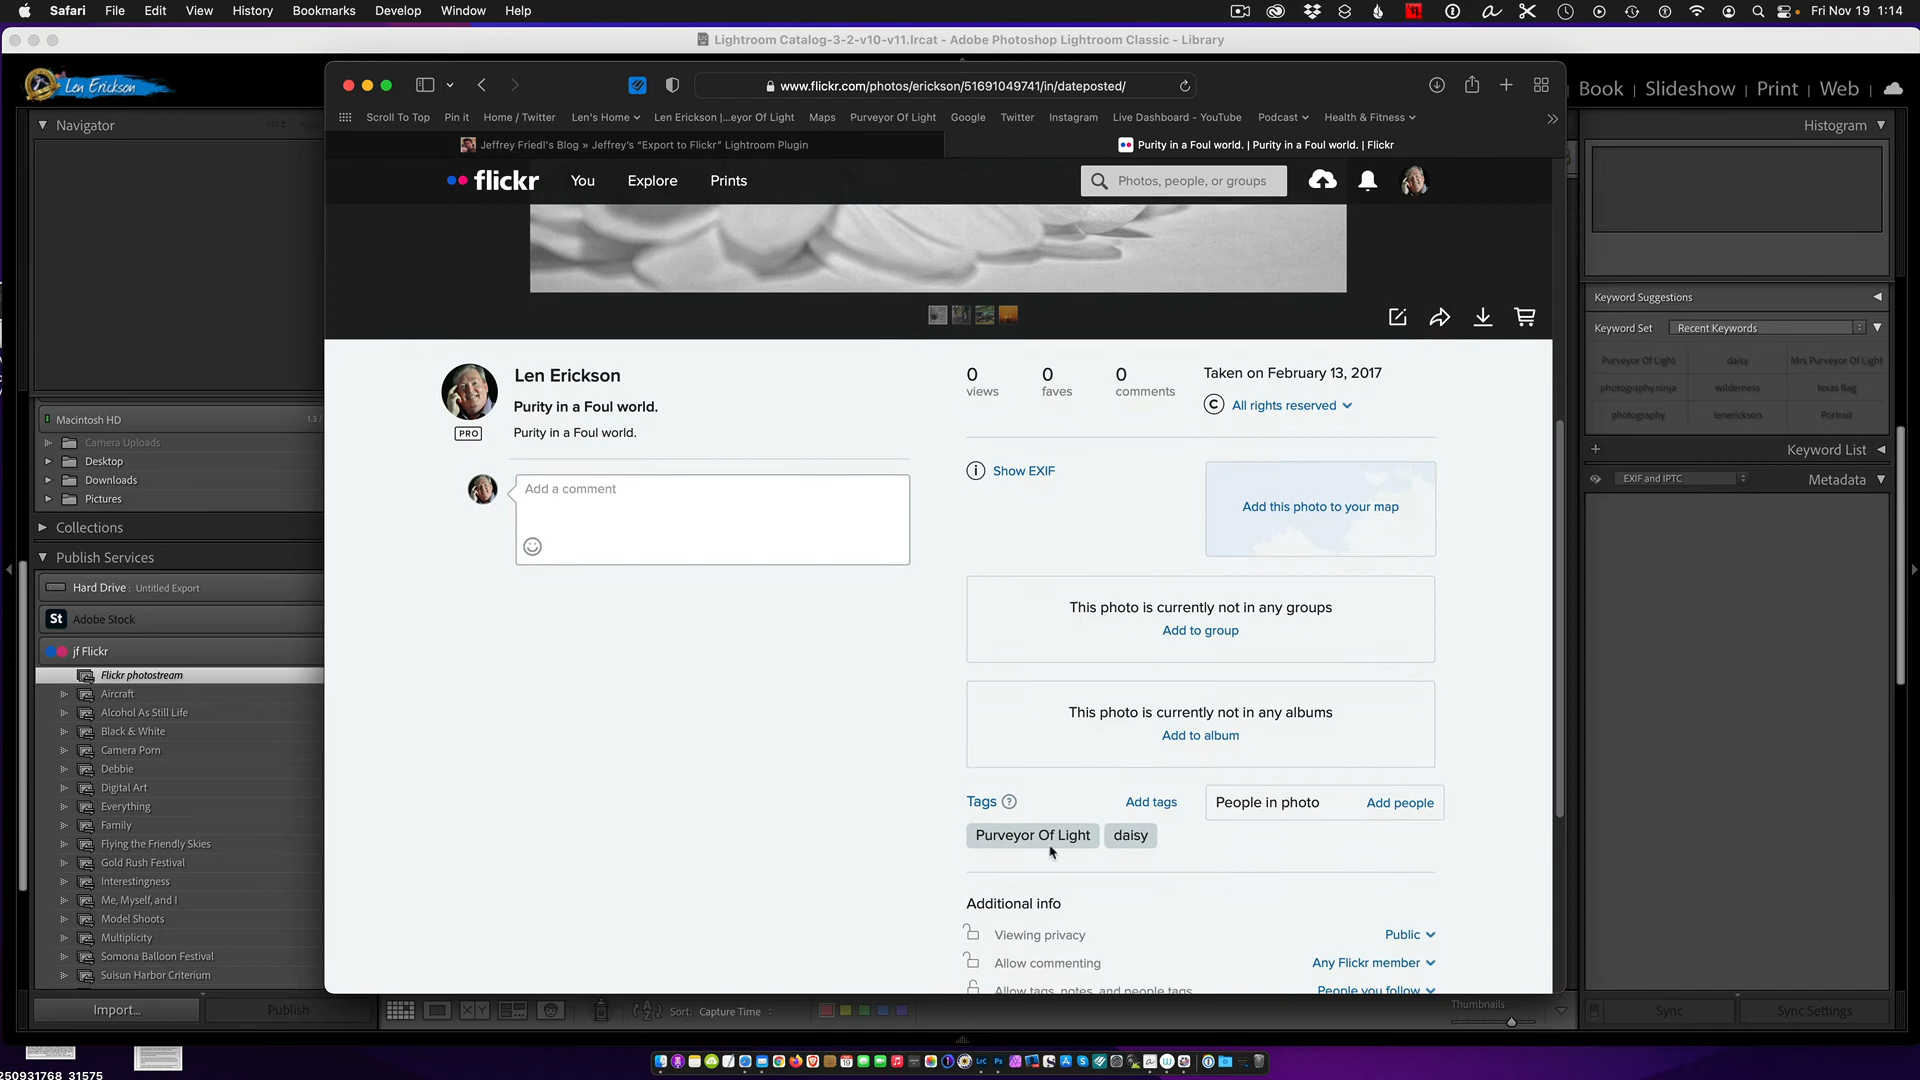 Safari File Edit View History Bookmarks Develop Window Help Fri Nov 19 1:14
Lightroom Catalog-3-2-v10-v11.lrcat - Adobe Photoshop Lightroom Classic - Library
Len Erickson
Book | Slideshow | Print | Web
www.flickr.com/photos/erickson/51691049741/in/dateposted/
Scroll To Top Pin it Home / Twitter Len's Home Len Erickson |...eyor Of Light Maps Purveyor Of Light Google Twitter Instagram Live Dashboard - YouTube Podcast Health & Fitness
Jeffrey Friedl's Blog » Jeffrey's “Export to Flickr” Lightroom Plugin
Purity in a Foul world. | Purity in a Foul world. | Flickr
flickr You Explore Prints
Photos, people, or groups
Navigator
Macintosh HD
Camera Uploads
Desktop
Downloads
Pictures
Collections
Publish Services
Hard Drive : Untitled Export
St Adobe Stock
jf Flickr
Flickr photostream
Aircraft
Alcohol As Still Life
Black & White
Camera Porn
Debbie
Digital Art
Everything
Family
Flying the Friendly Skies
Gold Rush Festival
Interestingness
Me, Myself, and I
Model Shoots
Multiplicity
Somona Balloon Festival
Suisun Harbor Criterium
Import...
Publish
Len Erickson
PRO
Purity in a Foul world.
Purity in a Foul world.
Add a comment
0 views
0 faves
0 comments
Taken on February 13, 2017
All rights reserved
Show EXIF
Add this photo to your map
This photo is currently not in any groups
Add to group
This photo is currently not in any albums
Add to album
Tags
Add tags
People in photo
Add people
Purveyor Of Light
daisy
Additional info
Viewing privacy Public
Allow commenting Any Flickr member
Allow tags, notes, and people tags People you follow
Histogram
Keyword Suggestions
Keyword Set Recent Keywords
Purveyor Of Light daisy Mrs Purveyor Of Light
photography.ninja wilderness texas flag
photography lenerickson Portrait
Keyword List
EXIF and IPTC
Metadata
Sort: Capture Time
Thumbnails
Sync
Sync Settings
250931768_31575